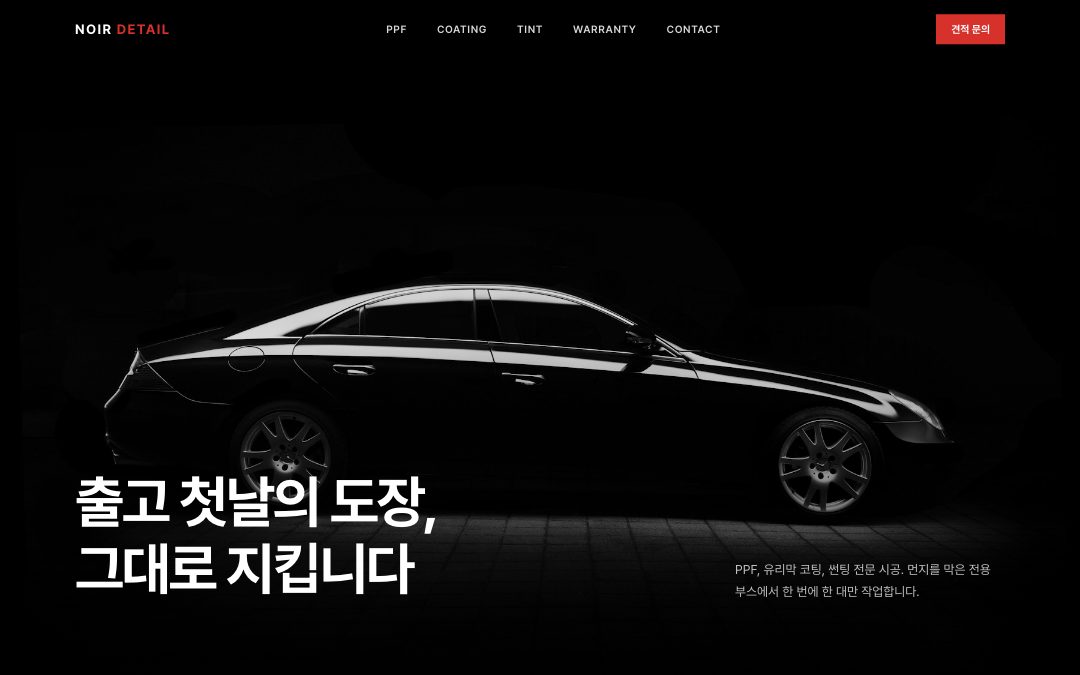 NOIR DETAIL
PPF
COATING
TINT
WARRANTY
CONTACT
견적 문의
출고 첫날의 도장,
그대로 지킵니다
PPF, 유리막 코팅, 썬팅 전문 시공. 먼지를 막은 전용
부스에서 한 번에 한 대만 작업합니다.